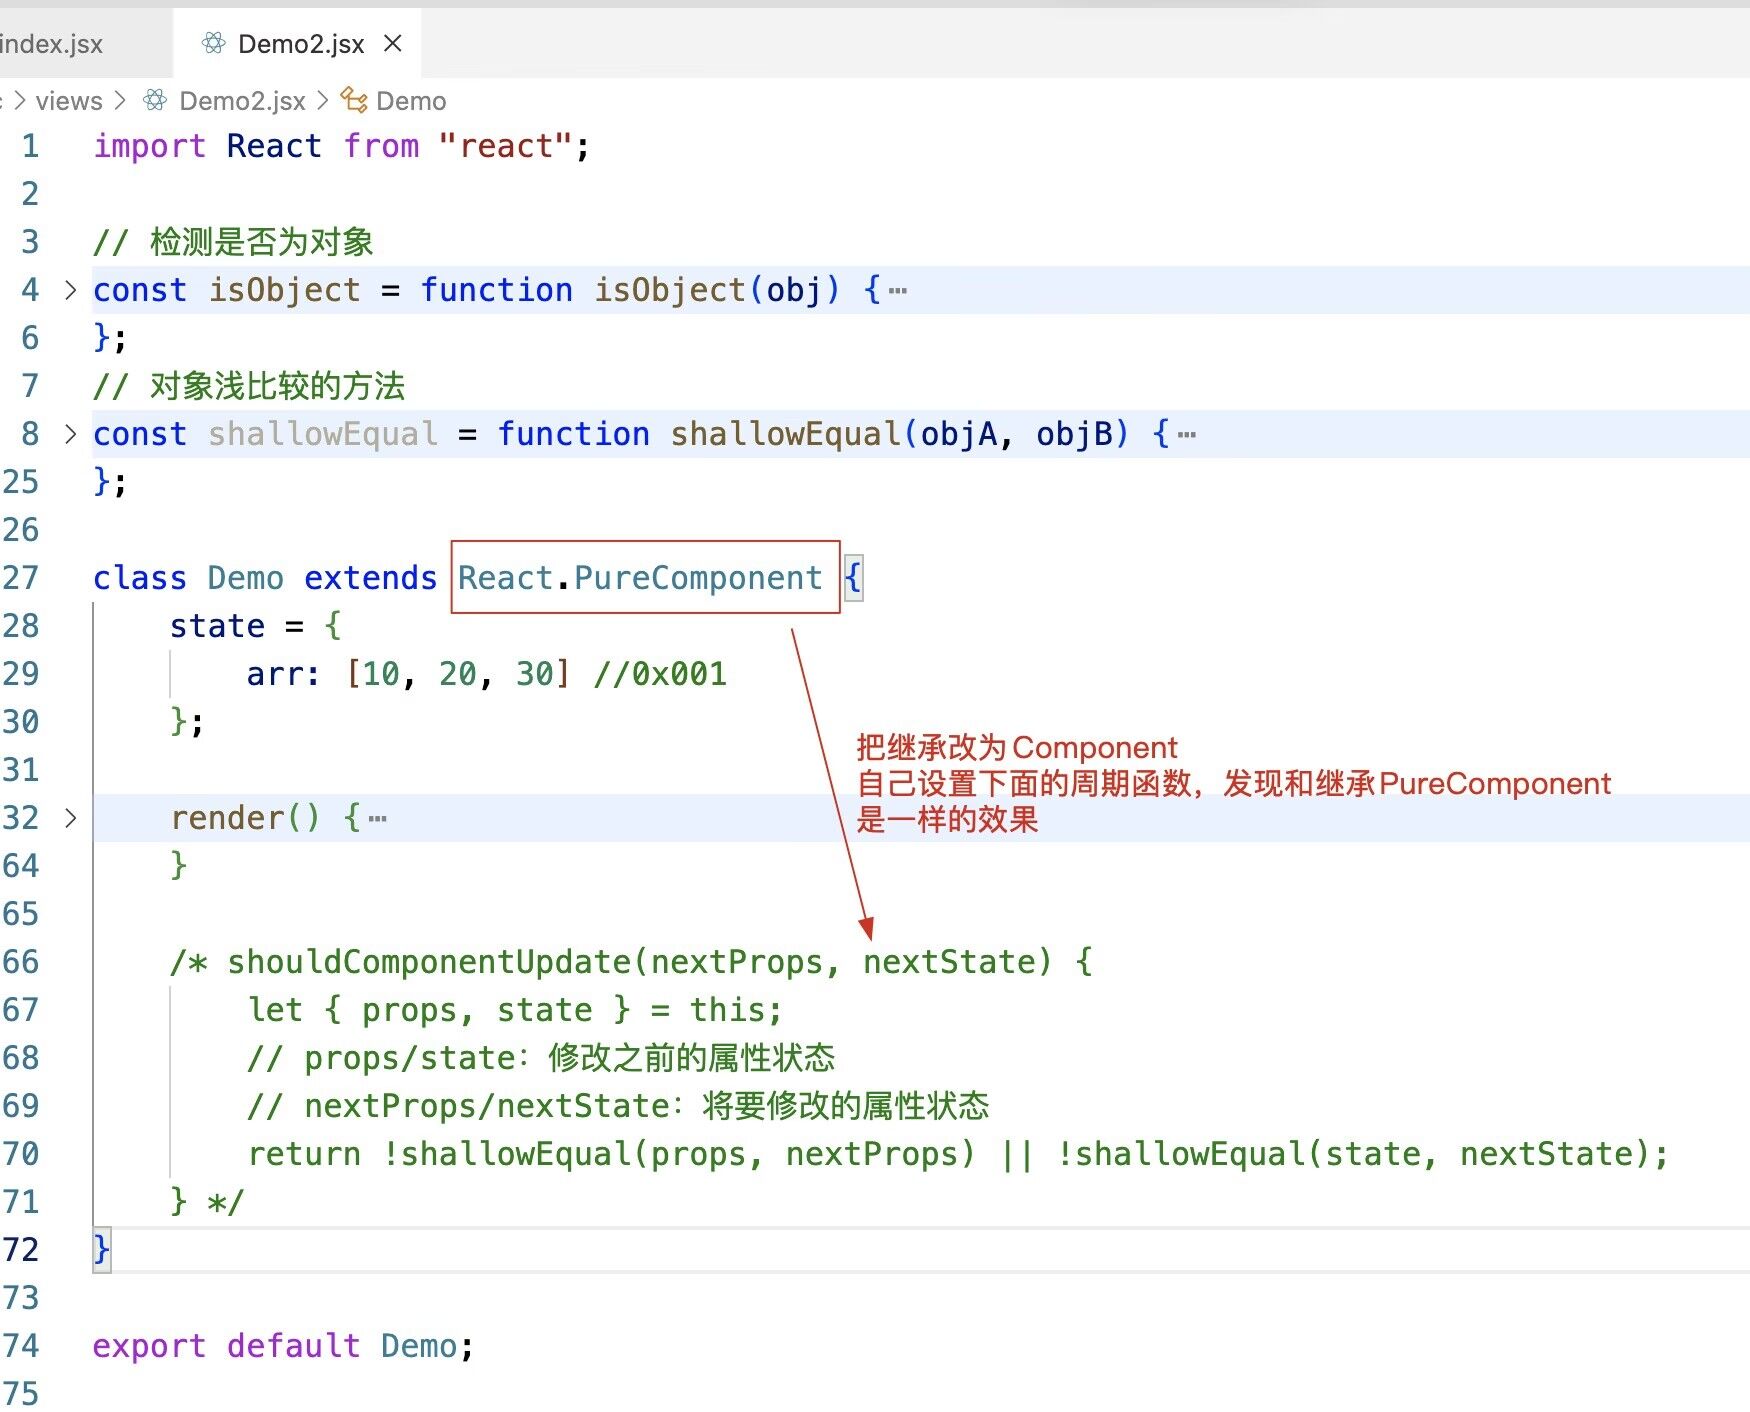 index.jsx
Demo2.jsx
views > Demo2.jsx > Demo
1 import React from "react";
2
3 // 检测是否为对象
4 const isObject = function isObject(obj) {…
6 };
7 // 对象浅比较的方法
8 const shallowEqual = function shallowEqual(objA, objB) {…
25 };
26
27 class Demo extends React.PureComponent {
28 state = {
29 arr: [10, 20, 30] //0x001
30 };
31
把继承改为Component
自己设置下面的周期函数，发现和继承PureComponent
是一样的效果
32 render() {…
64 }
65
66 /* shouldComponentUpdate(nextProps, nextState) {
67 let { props, state } = this;
68 // props/state：修改之前的属性状态
69 // nextProps/nextState：将要修改的属性状态
70 return !shallowEqual(props, nextProps) || !shallowEqual(state, nextState);
71 } */
72 }
73
74 export default Demo;
75